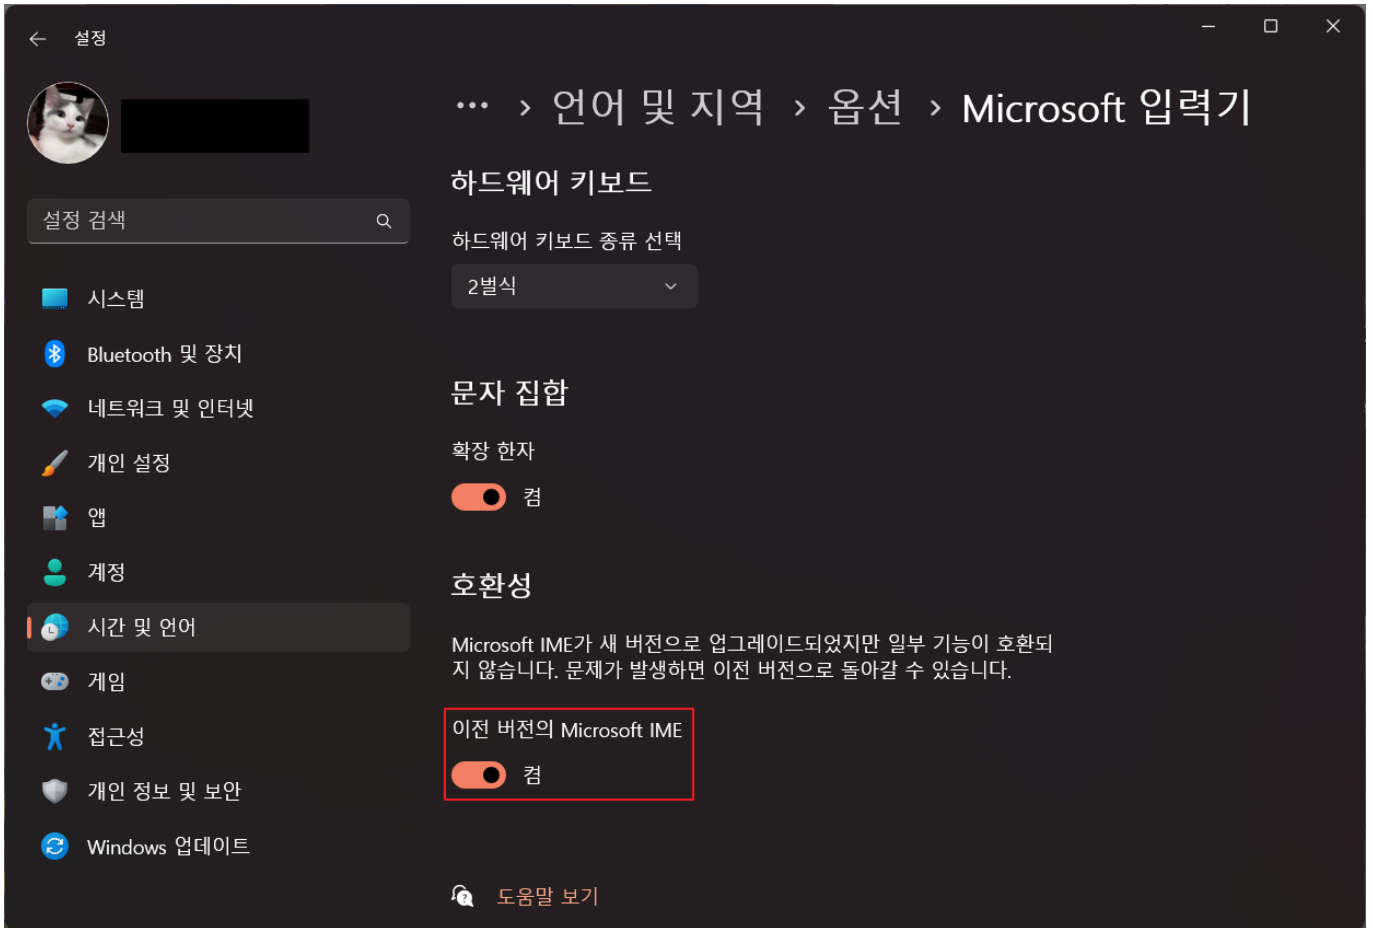 설정
··· > 언어 및 지역 > 옵션 > Microsoft 입력기
설정 검색
시스템
Bluetooth 및 장치
네트워크 및 인터넷
개인 설정
앱
계정
시간 및 언어
게임
접근성
개인 정보 및 보안
Windows 업데이트
하드웨어 키보드
하드웨어 키보드 종류 선택
2벌식
문자 집합
확장 한자
켬
호환성
Microsoft IME가 새 버전으로 업그레이드되었지만 일부 기능이 호환되
지 않습니다. 문제가 발생하면 이전 버전으로 돌아갈 수 있습니다.
이전 버전의 Microsoft IME
켬
도움말 보기